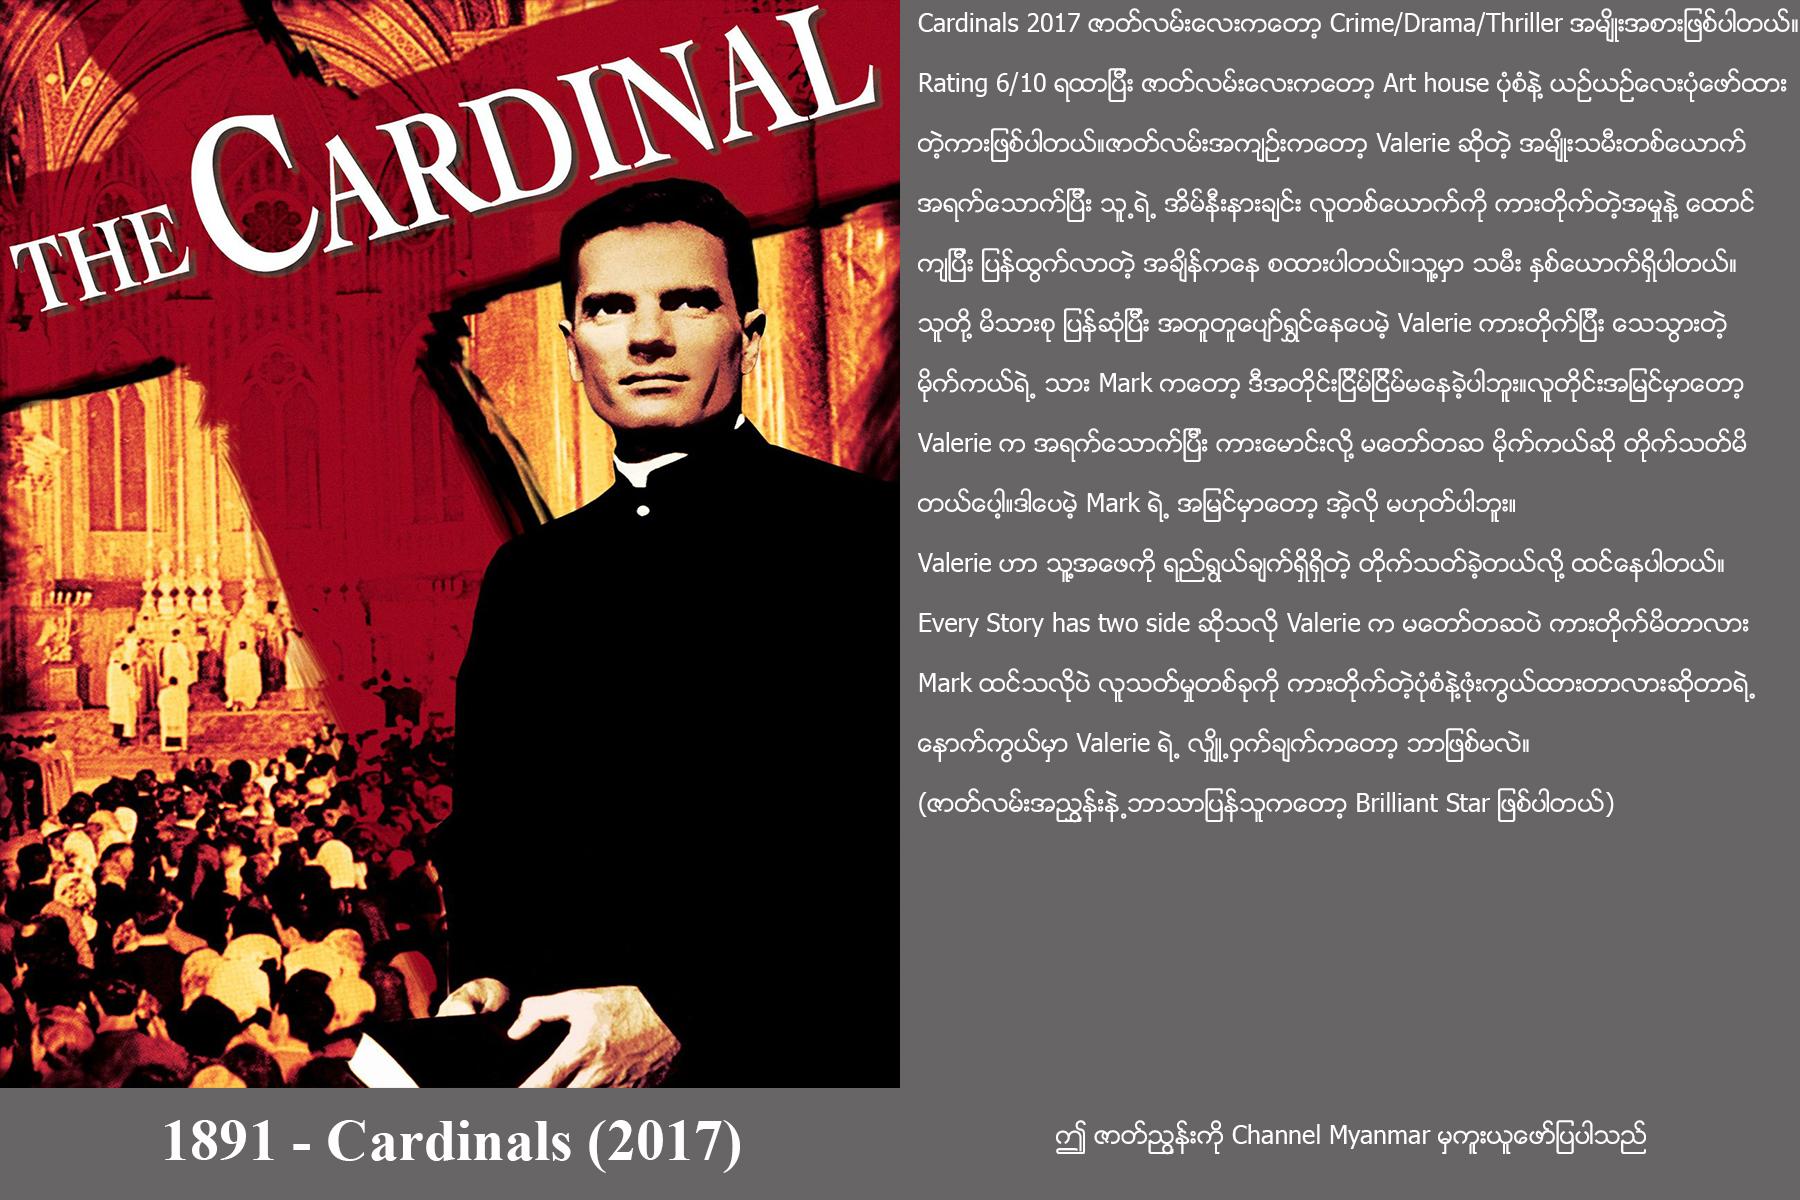 THE CARDINAL
Cardinals 2017 ဇာတ်လမ်းလေးကတော့ Crime/Drama/Thriller အမျိုးအစားဖြစ်ပါတယ်။
Rating 6/10 ရထာပြီး ဇာတ်လမ်းလေးကတော့ Art house ပုံစံနဲ့ ယဉ်ယဉ်လေးပုံဖော်ထား
တဲ့ကားဖြစ်ပါတယ်။ဇာတ်လမ်းအကျဉ်းကတော့ Valerie ဆိုတဲ့ အမျိုးသမီးတစ်ယောက်
အရက်သောက်ပြီး သူ့ရဲ့ အိမ်နီးနားချင်း လူတစ်ယောက်ကို ကားတိုက်တဲ့အမှုနဲ့ ထောင်
ကျပြီး ပြန်ထွက်လာတဲ့ အချိန်ကနေ စထားပါတယ်။သူ့မှာ သမီး နှစ်ယောက်ရှိပါတယ်။
သူတို့ မိသားစု ပြန်ဆုံပြီး အတူတူပျော်ရွှင်နေပေမဲ့ Valerie ကားတိုက်ပြီး သေသွားတဲ့
မိုက်ကယ်ရဲ့ သား Mark ကတော့ ဒီအတိုင်းငြိမ်ငြိမ်မနေခဲ့ပါဘူး။လူတိုင်းအမြင်မှာတော့
Valerie က အရက်သောက်ပြီး ကားမောင်းလို့ မတော်တဆ မိုက်ကယ်ဆို တိုက်သတ်မိ
တယ်ပေါ့။ဒါပေမဲ့ Mark ရဲ့ အမြင်မှာတော့ အဲ့လို မဟုတ်ပါဘူး။
Valerie ဟာ သူ့အဖေကို ရည်ရွယ်ချက်ရှိရှိတဲ့ တိုက်သတ်ခဲ့တယ်လို့ ထင်နေပါတယ်။
Every Story has two side ဆိုသလို Valerie က မတော်တဆပဲ ကားတိုက်မိတာလား
Mark ထင်သလိုပဲ လူသတ်မှုတစ်ခုကို ကားတိုက်တဲ့ပုံစံနဲ့ဖုံးကွယ်ထားတာလားဆိုတာရဲ့
နောက်ကွယ်မှာ Valerie ရဲ့ လျှို့ဝှက်ချက်ကတော့ ဘာဖြစ်မလဲ။
(ဇာတ်လမ်းအညွှန်းနဲ့ဘာသာပြန်သူကတော့ Brilliant Star ဖြစ်ပါတယ်)
1891 - Cardinals (2017)
ဤ ဇာတ်ညွှန်းကို Channel Myanmar မှကူးယူဖော်ပြပါသည်